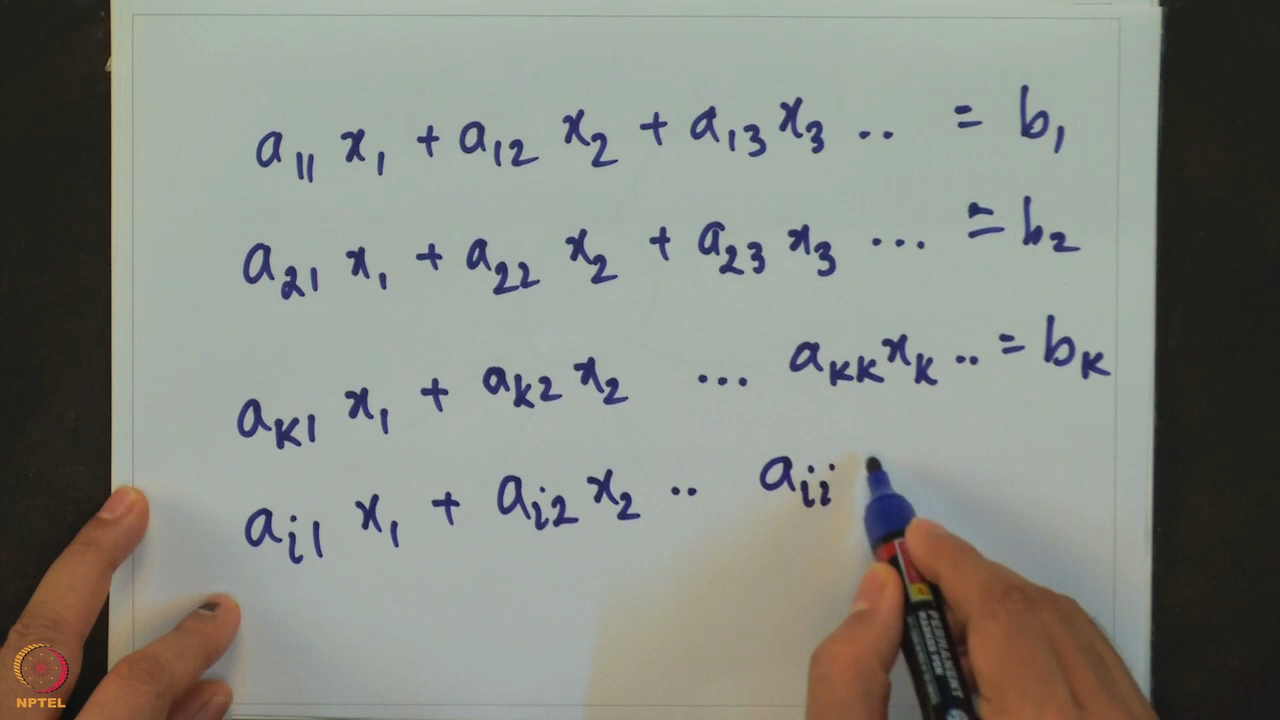 a₁₁ x₁ + a₁₂ x₂ + a₁₃ x₃ .. = b₁
a₂₁ x₁ + a₂₂ x₂ + a₂₃ x₃ ... = b₂
aₖ₁ x₁ + aₖ₂ x₂ ... aₖₖ xₖ .. = bₖ
aᵢ₁ x₁ + aᵢ₂ x₂ .. aᵢᵢ
PERMANENT
NPTEL